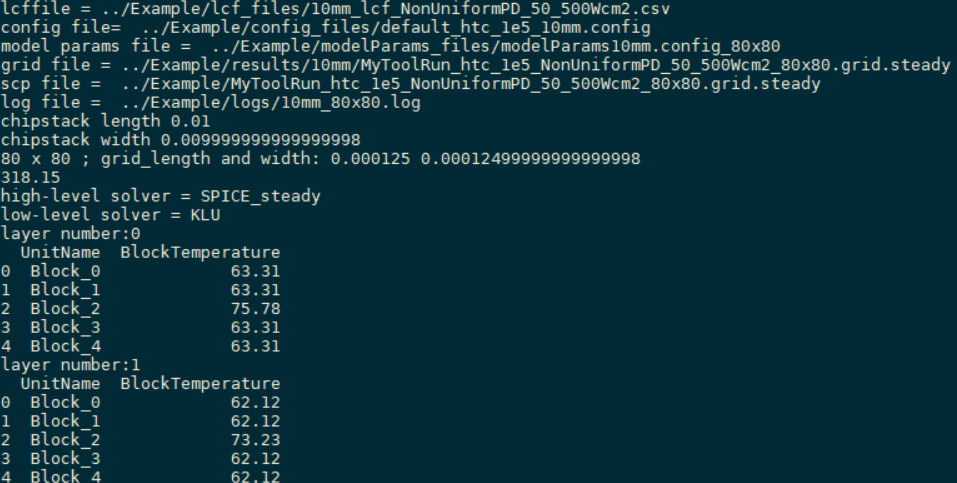 lcffile = ../Example/lcf_files/10mm_lcf_NonUniformPD_50_500Wcm2.csv
config file=  ../Example/config_files/default_htc_1e5_10mm.config
model params file =  ../Example/modelParams_files/modelParams10mm.config_80x80
grid file = ../Example/results/10mm/MyToolRun_htc_1e5_NonUniformPD_50_500Wcm2_80x80.grid.steady
scp file =  ../Example/MyToolRun_htc_1e5_NonUniformPD_50_500Wcm2_80x80.grid.steady
log file =  ../Example/logs/10mm_80x80.log
chipstack length 0.01
chipstack width 0.009999999999999998
80 x 80 ; grid_length and width: 0.000125 0.00012499999999999998
318.15
high-level solver = SPICE_steady
low-level solver = KLU
layer number:0
  UnitName  BlockTemperature
0  Block_0             63.31
1  Block_1             63.31
2  Block_2             75.78
3  Block_3             63.31
4  Block_4             63.31
layer number:1
  UnitName  BlockTemperature
0  Block_0             62.12
1  Block_1             62.12
2  Block_2             73.23
3  Block_3             62.12
4  Block_4             62.12